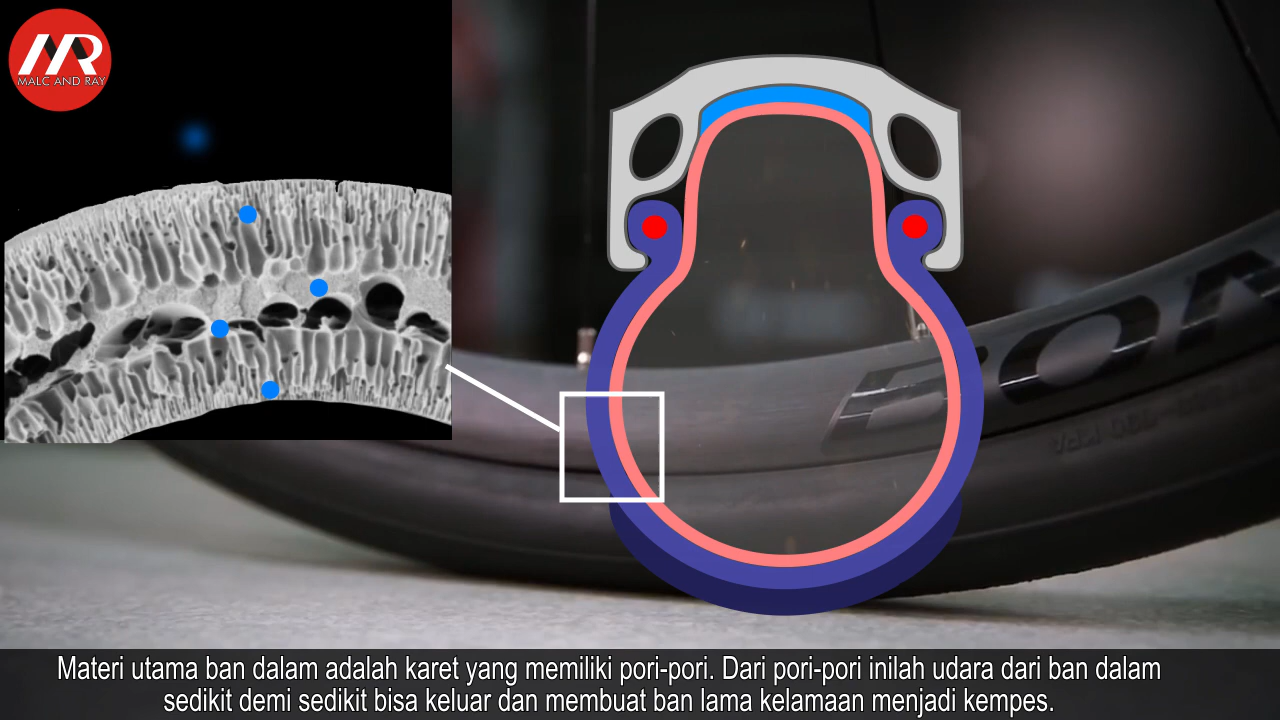 MR
MALC AND RAY
Materi utama ban dalam adalah karet yang memiliki pori-pori. Dari pori-pori inilah udara dari ban dalam
sedikit demi sedikit bisa keluar dan membuat ban lama kelamaan menjadi kempes.